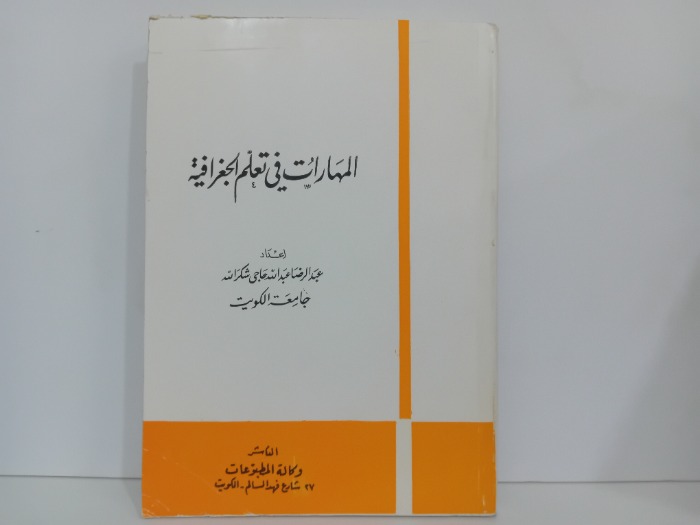 المهارات في تعلم الجغرافية
إعداد
عبد الرضا عبد الله حاجي شكر الله
جامعة الكويت
الناشر
وكالة المطبوعات
٢٧ شارع فهد السالم - الكويت